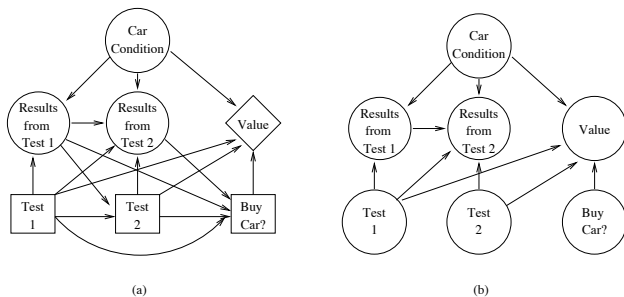 Car
Condition
Results
from
Test 1
Results
from
Test 2
Value
Test
1
Test
2
Buy
Car?
(a)
Car
Condition
Results
from
Test 1
Results
from
Test 2
Value
Test
1
Test
2
Buy
Car?
(b)